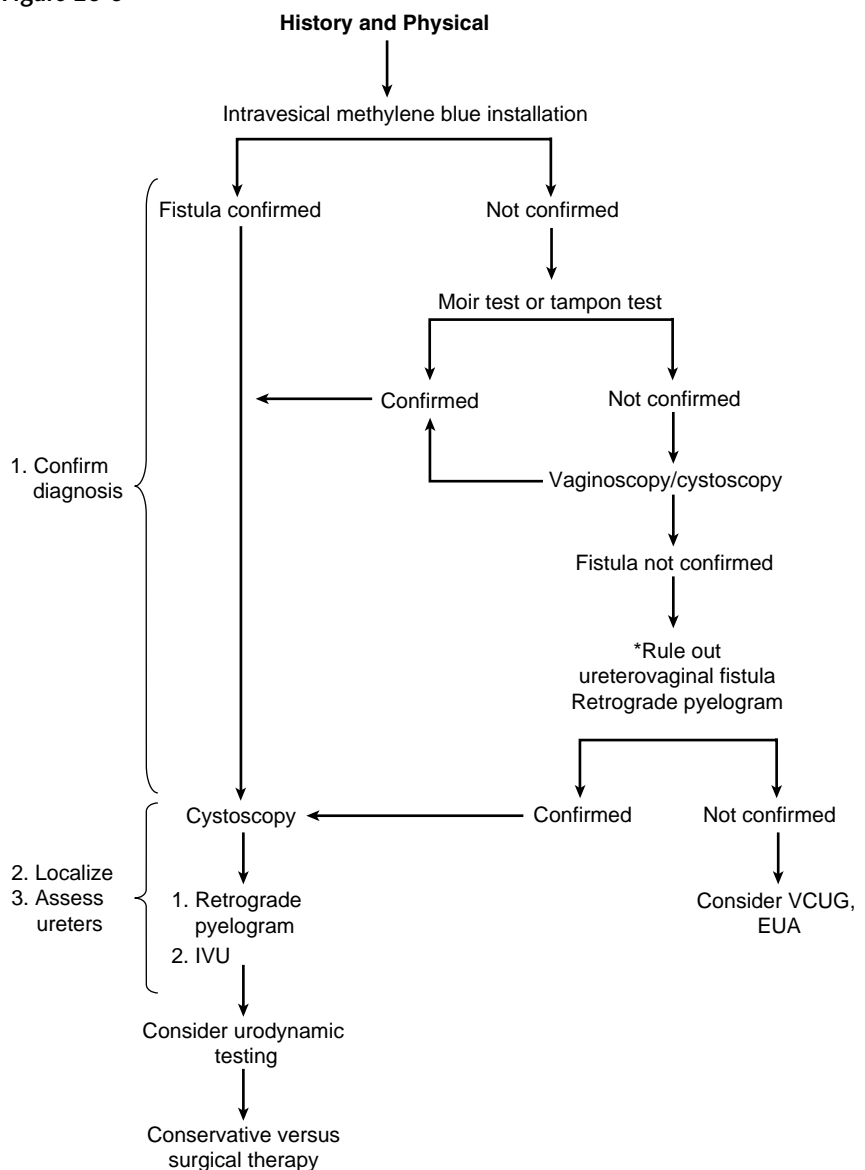 History and Physical
Intravesical methylene blue installation
Fistula confirmed
Not confirmed
Moir test or tampon test
Confirmed
Not confirmed
1. Confirm
diagnosis
Vaginoscopy/cystoscopy
Fistula not confirmed
*Rule out
ureterovaginal fistula
Retrograde pyelogram
Cystoscopy
Confirmed
Not confirmed
2. Localize
3. Assess
ureters
1. Retrograde
pyelogram
2. IVU
Consider VCUG,
EUA
Consider urodynamic
testing
Conservative versus
surgical therapy